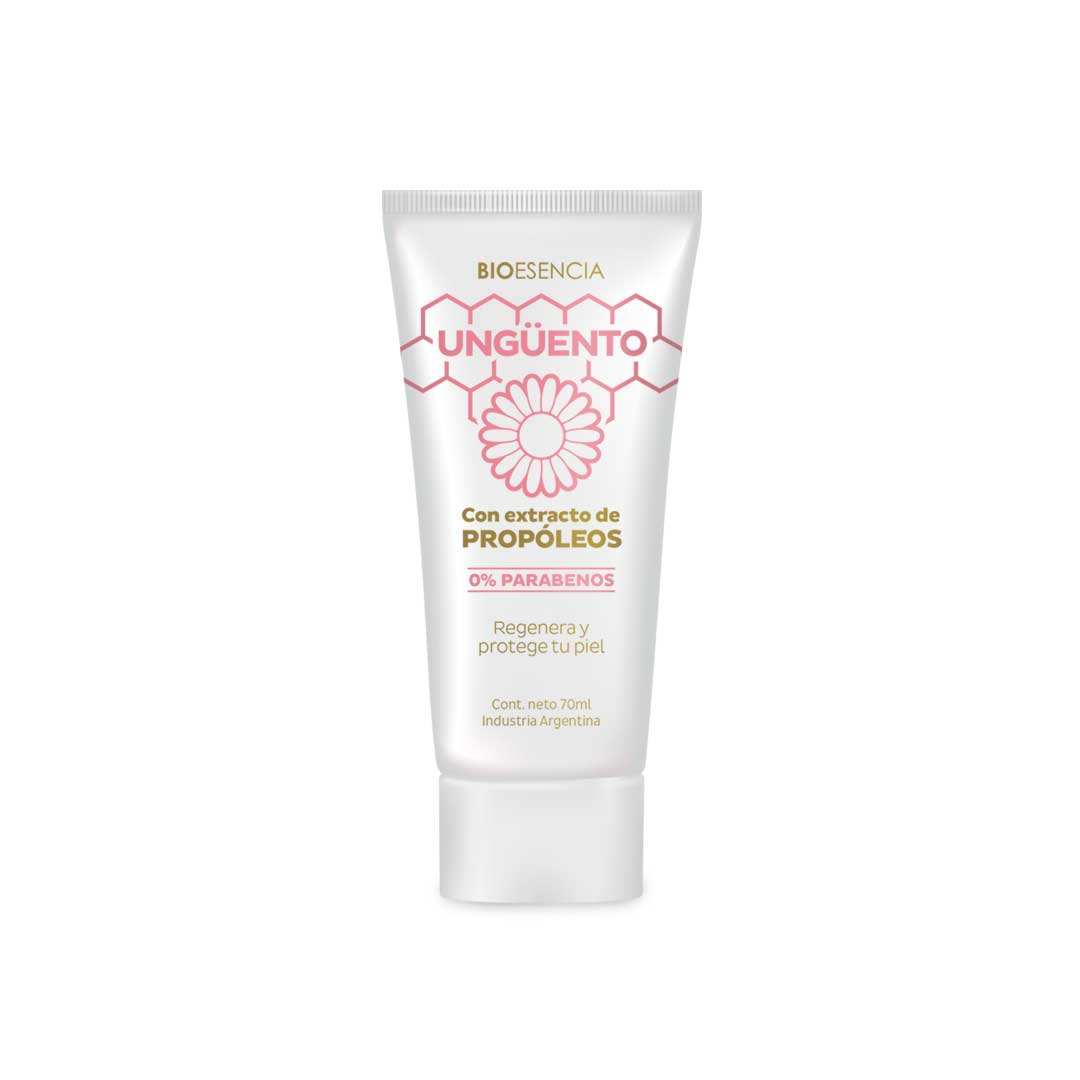 BIOESENCIA
UNGÜENTO
Con extracto de
PROPÓLEOS
0% PARABENOS
Regenera y
protege tu piel
Cont. neto 70ml
Industria Argentina